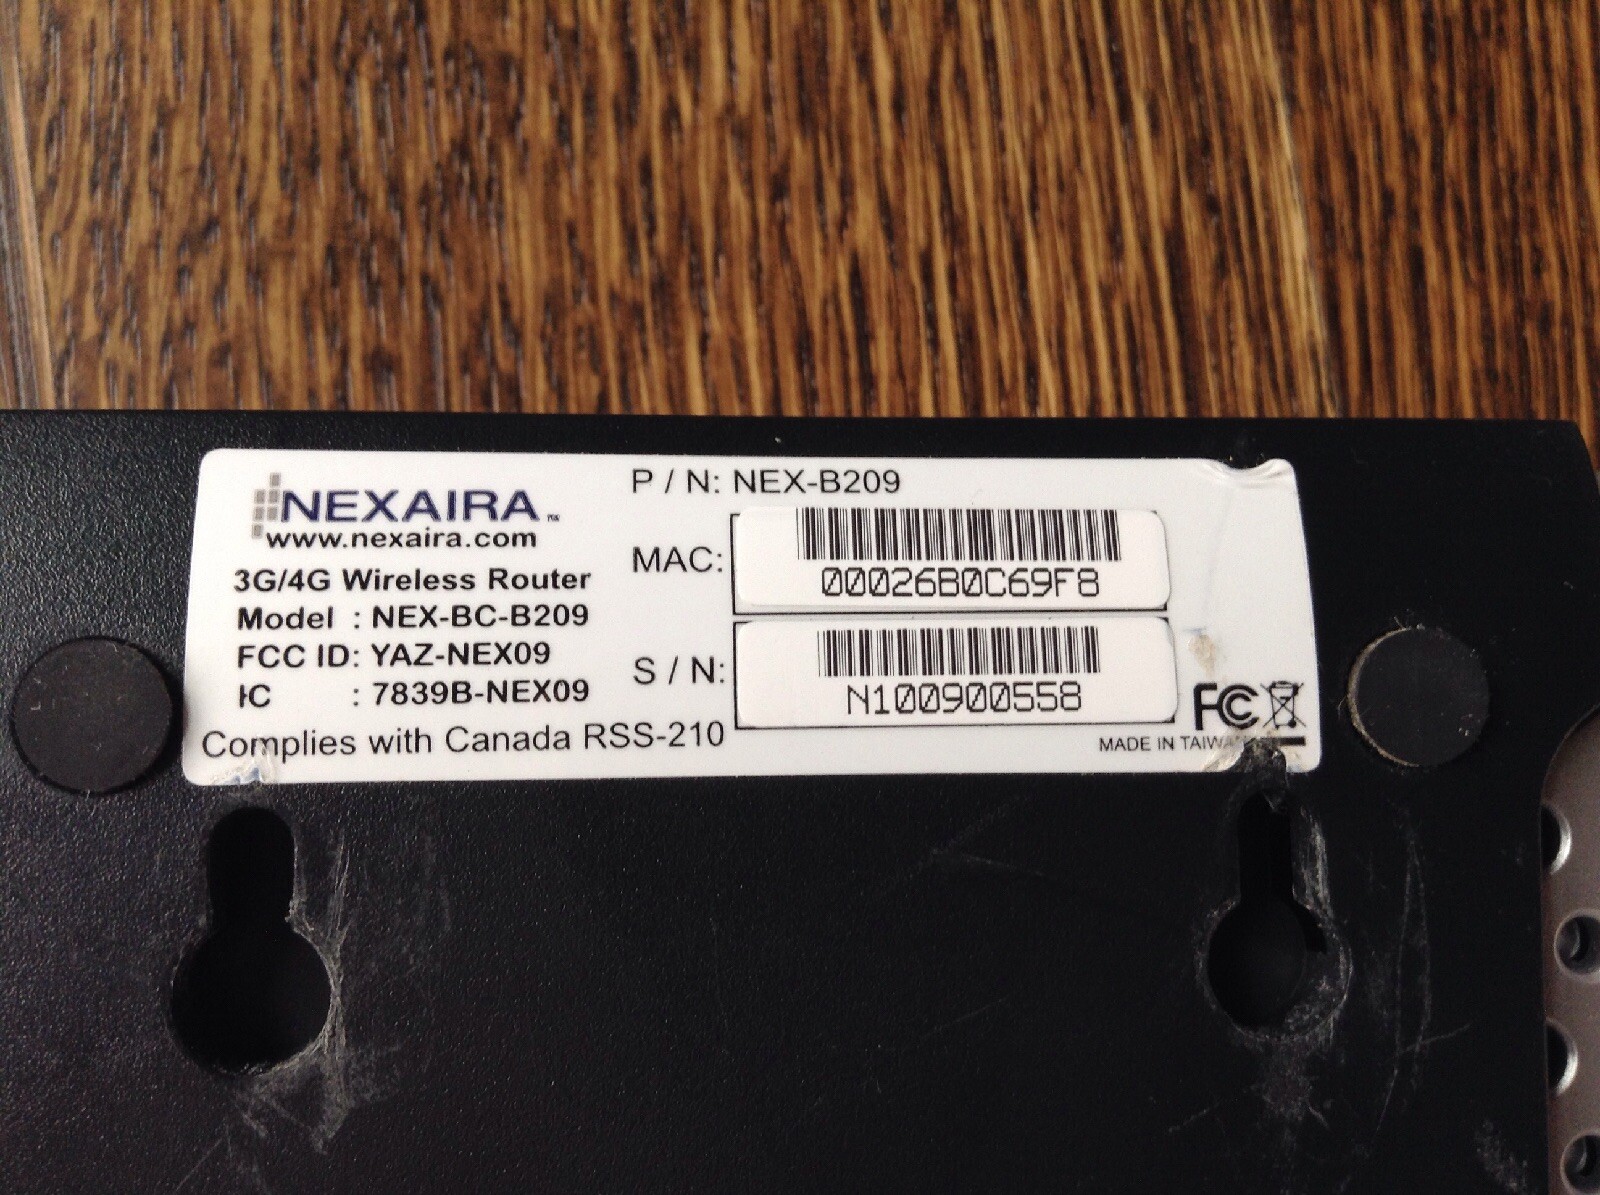 NEXAIRA™
www.nexaira.com
3G/4G Wireless Router
Model : NEX-BC-B209
FCC ID: YAZ-NEX09
IC : 7839B-NEX09
Complies with Canada RSS-210
P / N: NEX-B209
MAC:
00026B0C69F8
S / N:
N100900558
FC
MADE IN TAIWAN